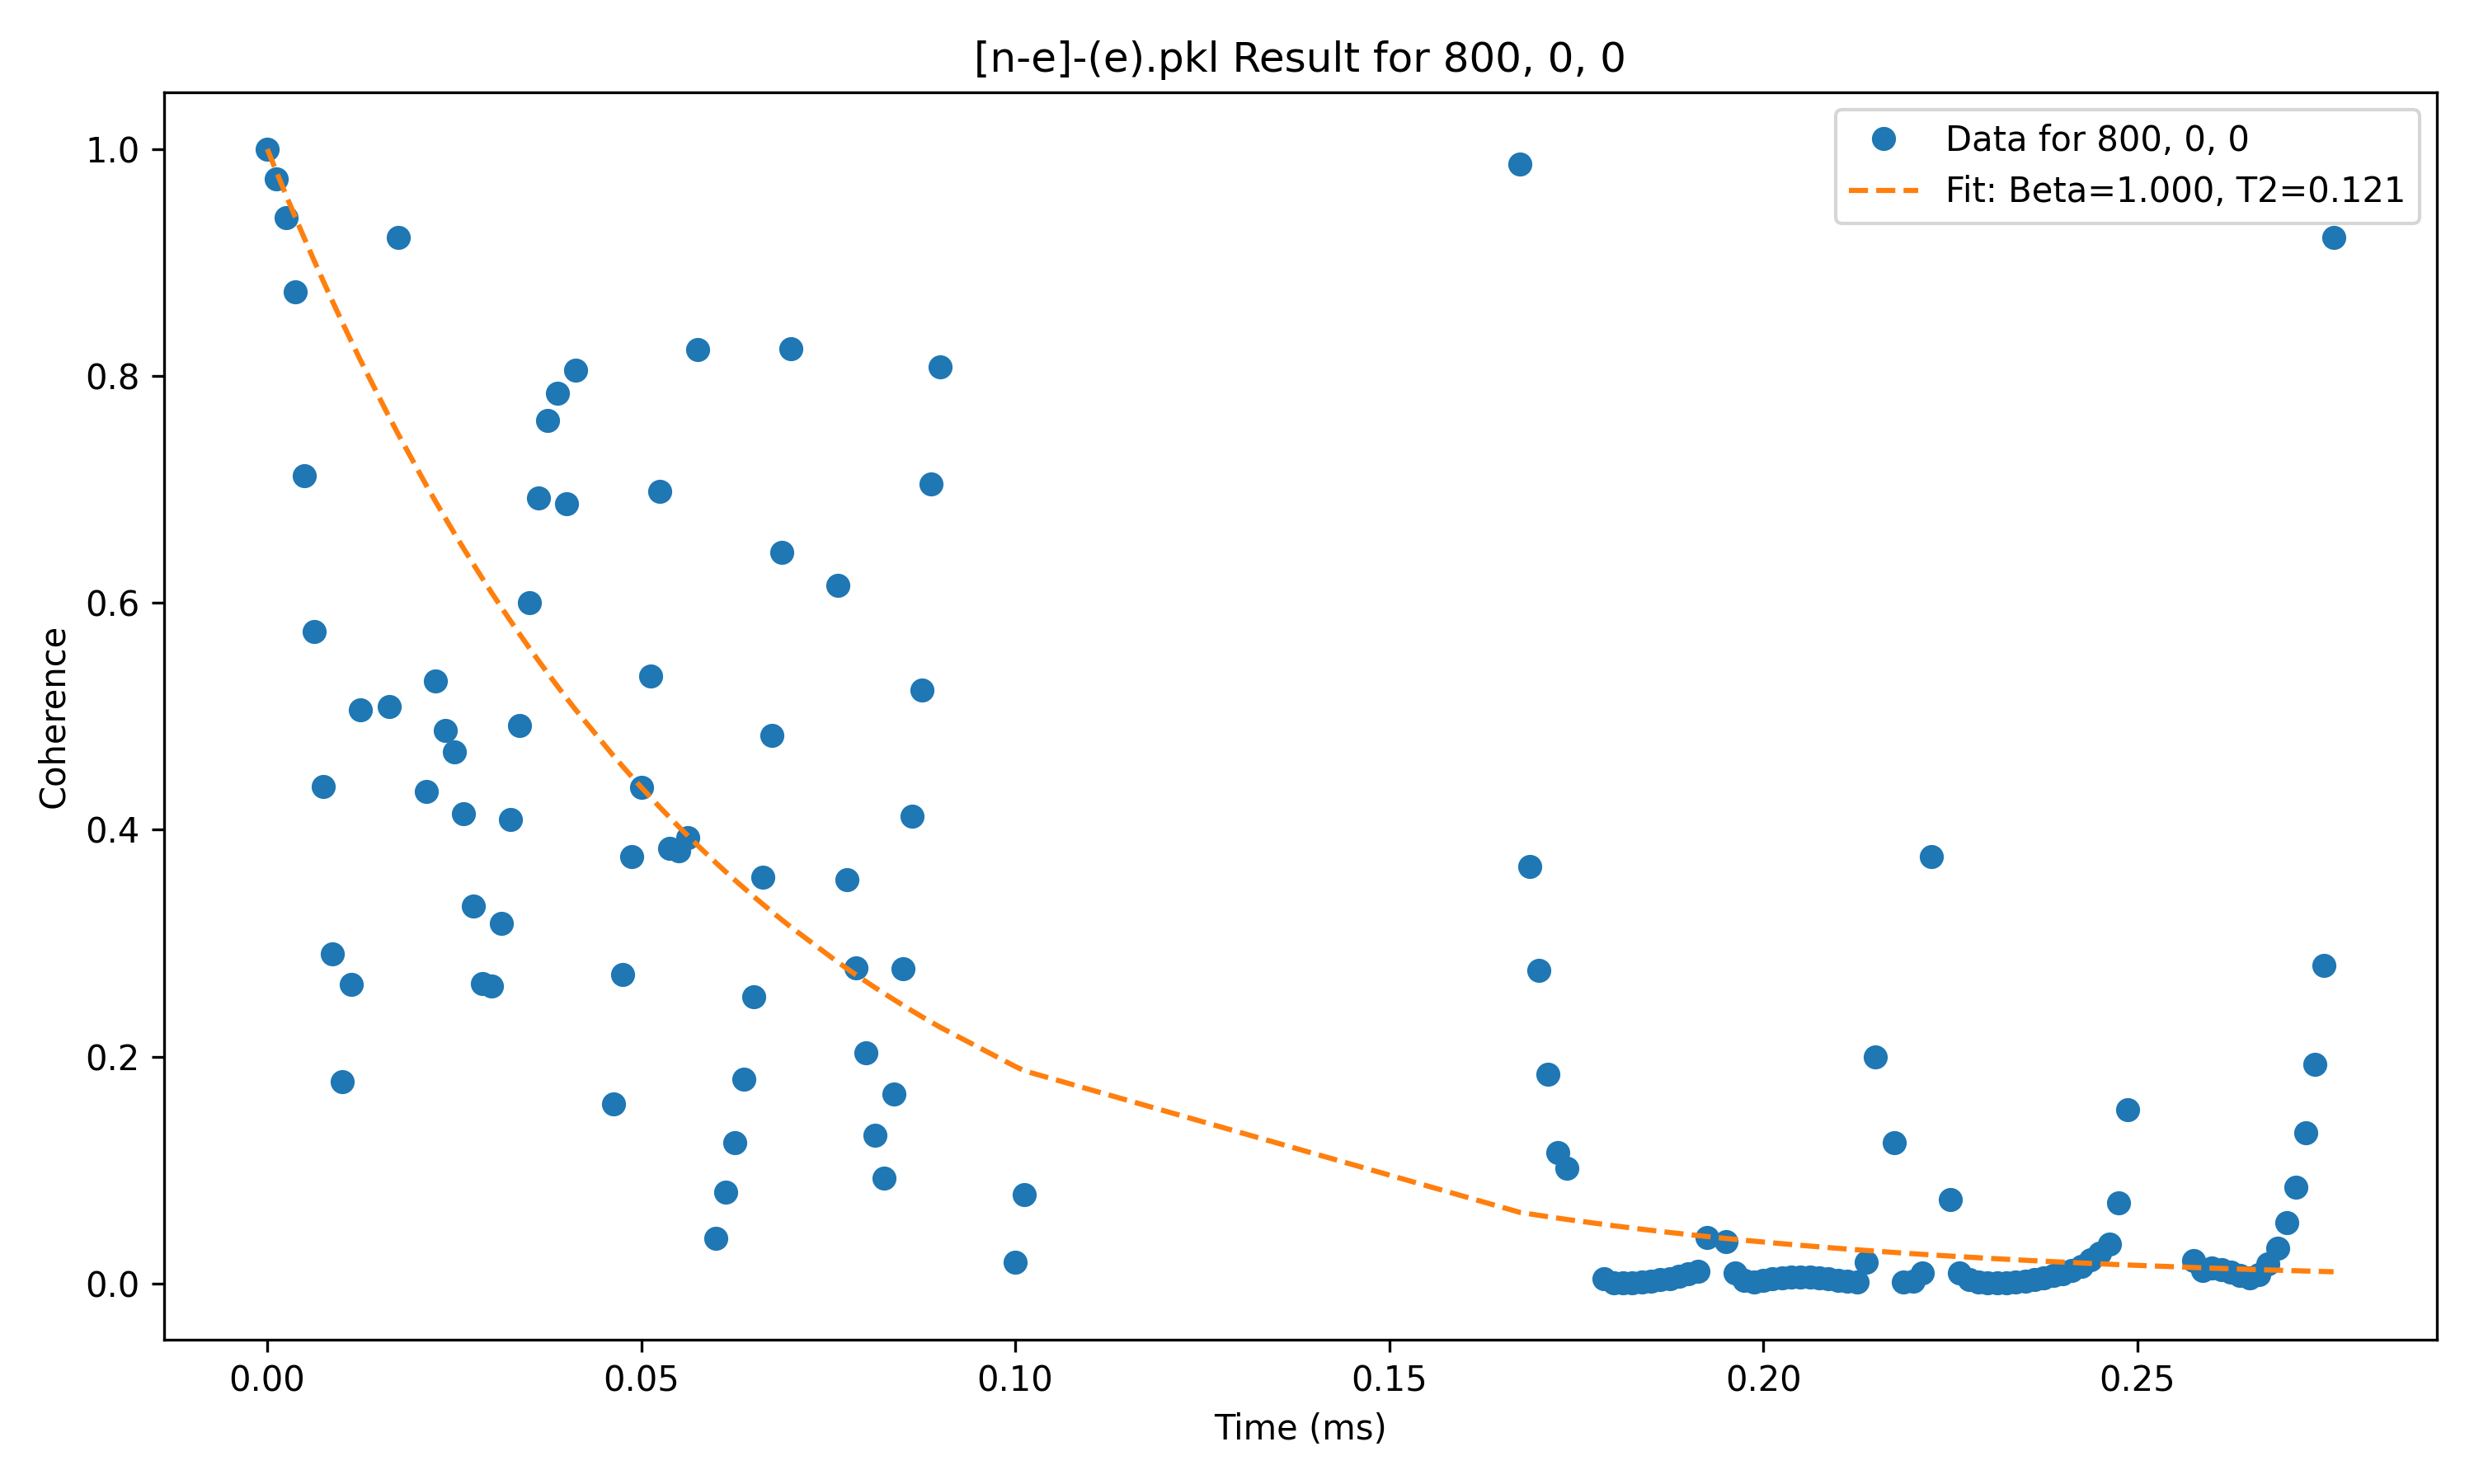 [n-e]-(e).pkl Result for 800, 0, 0
Data for 800, 0, 0
Fit: Beta=1.000, T2=0.121
Coherence
1.0
0.8
0.6
0.4
0.2
0.0
0.00 0.05 0.10 0.15 0.20 0.25
Time (ms)